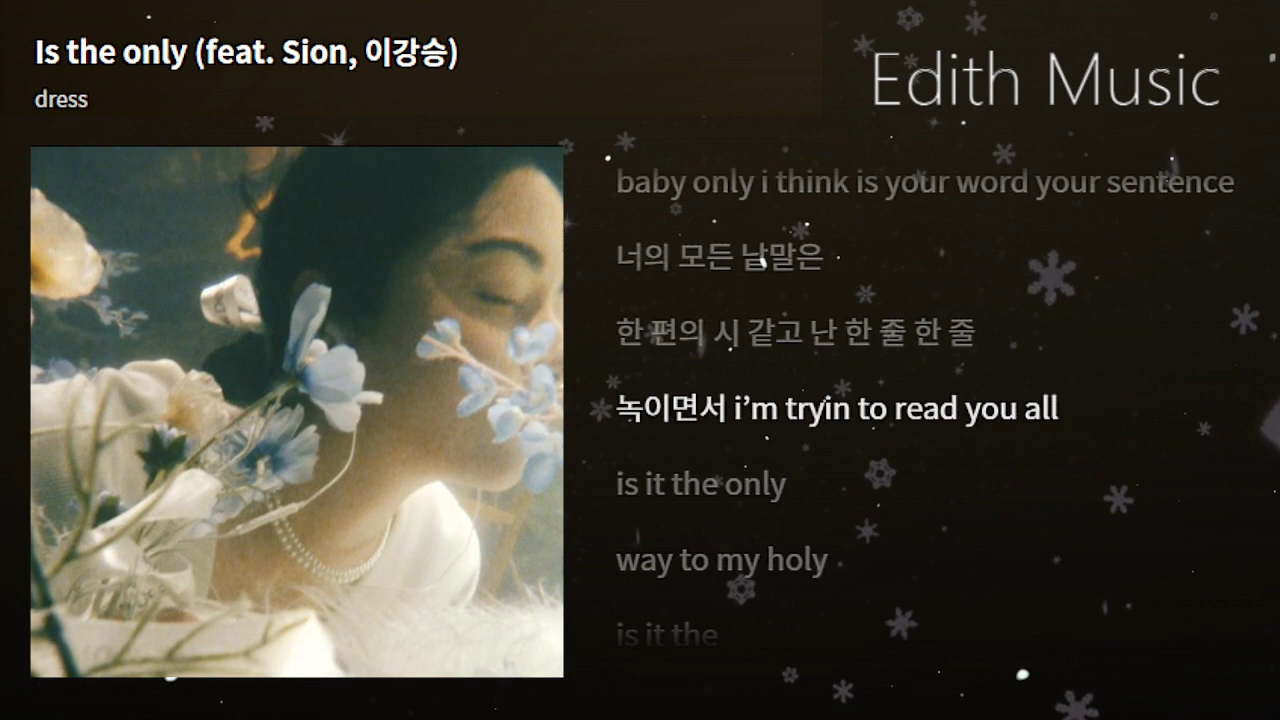 Is the only (feat. Sion, 이강승)
dress
Edith Music
baby only i think is your word your sentence
너의 모든 낱말은
한 편의 시 같고 난 한 줄 한 줄
녹이면서 i’m tryin to read you all
is it the only
way to my holy
is it the